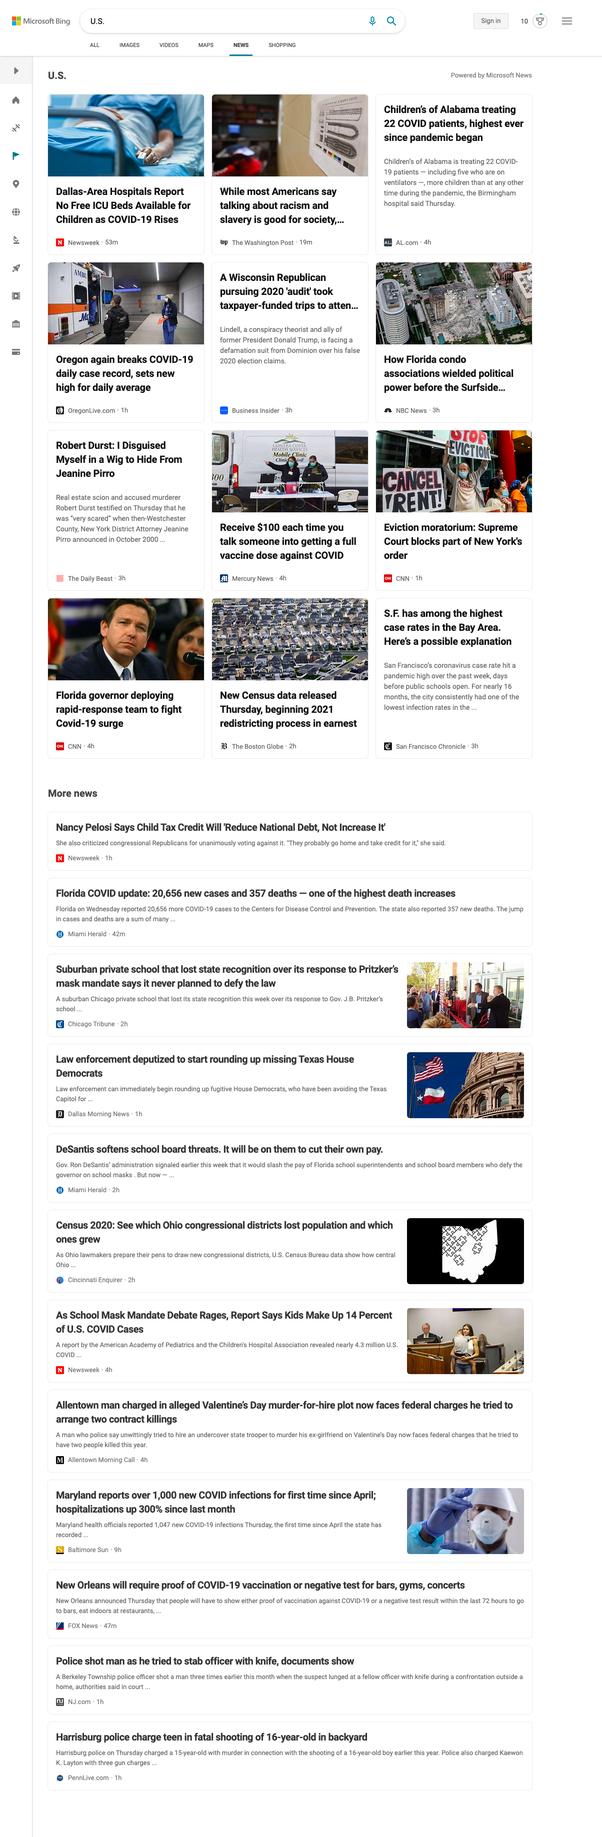 Microsoft Bing
U.S.
Sign in
10
ALL
IMAGES
VIDEOS
MAPS
NEWS
SHOPPING
U.S.
Powered by Microsoft News
Dallas-Area Hospitals Report
No Free ICU Beds Available for
Children as COVID-19 Rises
Newsweek · 53m
While most Americans say
talking about racism and
slavery is good for society,...
The Washington Post · 19m
Children's of Alabama treating
22 COVID patients, highest ever
since pandemic began
Children's of Alabama is treating 22 COVID-
19 patients — including five who are on
ventilators —, more children than at any other
time during the pandemic, the Birmingham
hospital said Thursday.
AL.com · 4h
Oregon again breaks COVID-19
daily case record, sets new
high for daily average
OregonLive.com · 1h
A Wisconsin Republican
pursuing 2020 'audit' took
taxpayer-funded trips to atten...
Lindell, a conspiracy theorist and ally of
former President Donald Trump, is facing a
defamation suit from Dominion over his false
2020 election claims.
Business Insider · 3h
How Florida condo
associations wielded political
power before the Surfside...
NBC News · 3h
Robert Durst: I Disguised
Myself in a Wig to Hide From
Jeanine Pirro
Real estate scion and accused murderer
Robert Durst testified on Thursday that he
was "very scared" when then-Westchester
County, New York District Attorney Jeanine
Pirro announced in October 2000 ...
The Daily Beast · 3h
Receive $100 each time you
talk someone into getting a full
vaccine dose against COVID
Mercury News · 4h
STOP
EVICTION
CANCEL
RENT!
Eviction moratorium: Supreme
Court blocks part of New York's
order
CNN · 1h
Florida governor deploying
rapid-response team to fight
Covid-19 surge
CNN · 4h
New Census data released
Thursday, beginning 2021
redistricting process in earnest
The Boston Globe · 2h
S.F. has among the highest
case rates in the Bay Area.
Here's a possible explanation
San Francisco's coronavirus case rate hit a
pandemic high over the past week, days
before public schools open. For nearly 16
months, the city consistently had one of the
lowest infection rates in the ...
San Francisco Chronicle · 3h
More news
Nancy Pelosi Says Child Tax Credit Will 'Reduce National Debt, Not Increase It'
She also criticized congressional Republicans for unanimously voting against it. "They probably go home and take credit for it," she said.
Newsweek · 1h
Florida COVID update: 20,656 new cases and 357 deaths — one of the highest death increases
Florida on Wednesday reported 20,656 more COVID-19 cases to the Centers for Disease Control and Prevention. The state also reported 357 new deaths. The jump
in cases and deaths are a sum of many ...
Miami Herald · 42m
Suburban private school that lost state recognition over its response to Pritzker's
mask mandate says it never planned to defy the law
A suburban Chicago private school that lost its state recognition this week over its response to Gov. J.B. Pritzker's
school ...
Chicago Tribune · 2h
Law enforcement deputized to start rounding up missing Texas House
Democrats
Law enforcement can immediately begin rounding up fugitive House Democrats, who have been avoiding the Texas
Capitol for ...
Dallas Morning News · 1h
DeSantis softens school board threats. It will be on them to cut their own pay.
Gov. Ron DeSantis' administration signaled earlier this week that it would slash the pay of Florida school superintendents and school board members who defy the
governor on school masks . But now — ...
Miami Herald · 2h
Census 2020: See which Ohio congressional districts lost population and which
ones grew
As Ohio lawmakers prepare their pens to draw new congressional districts, U.S. Census Bureau data show how central
Ohio ...
Cincinnati Enquirer · 2h
As School Mask Mandate Debate Rages, Report Says Kids Make Up 14 Percent
of U.S. COVID Cases
A report by the American Academy of Pediatrics and the Children's Hospital Association revealed nearly 4.3 million U.S.
COVID ...
Newsweek · 4h
Allentown man charged in alleged Valentine's Day murder-for-hire plot now faces federal charges he tried to
arrange two contract killings
A man who police say unwittingly tried to hire an undercover state trooper to murder his ex-girlfriend on Valentine's Day now faces federal charges that he tried to
have two people killed this year.
Allentown Morning Call · 4h
Maryland reports over 1,000 new COVID infections for first time since April;
hospitalizations up 300% since last month
Maryland health officials reported 1,047 new COVID-19 infections Thursday, the first time since April the state has
recorded ...
Baltimore Sun · 9h
New Orleans will require proof of COVID-19 vaccination or negative test for bars, gyms, concerts
New Orleans announced Thursday that people will have to show either proof of vaccination against COVID-19 or a negative test result within the last 72 hours to go
to bars, eat indoors at restaurants, ...
FOX News · 47m
Police shot man as he tried to stab officer with knife, documents show
A Berkeley Township police officer shot a man three times earlier this month when the suspect lunged at a fellow officer with knife during a confrontation outside a
home, authorities said in court ...
NJ.com · 1h
Harrisburg police charge teen in fatal shooting of 16-year-old in backyard
Harrisburg police on Thursday charged a 15-year-old with murder in connection with the shooting of a 16-year-old boy earlier this year. Police also charged Kaewon
K. Layton with three gun charges ...
PennLive.com · 1h